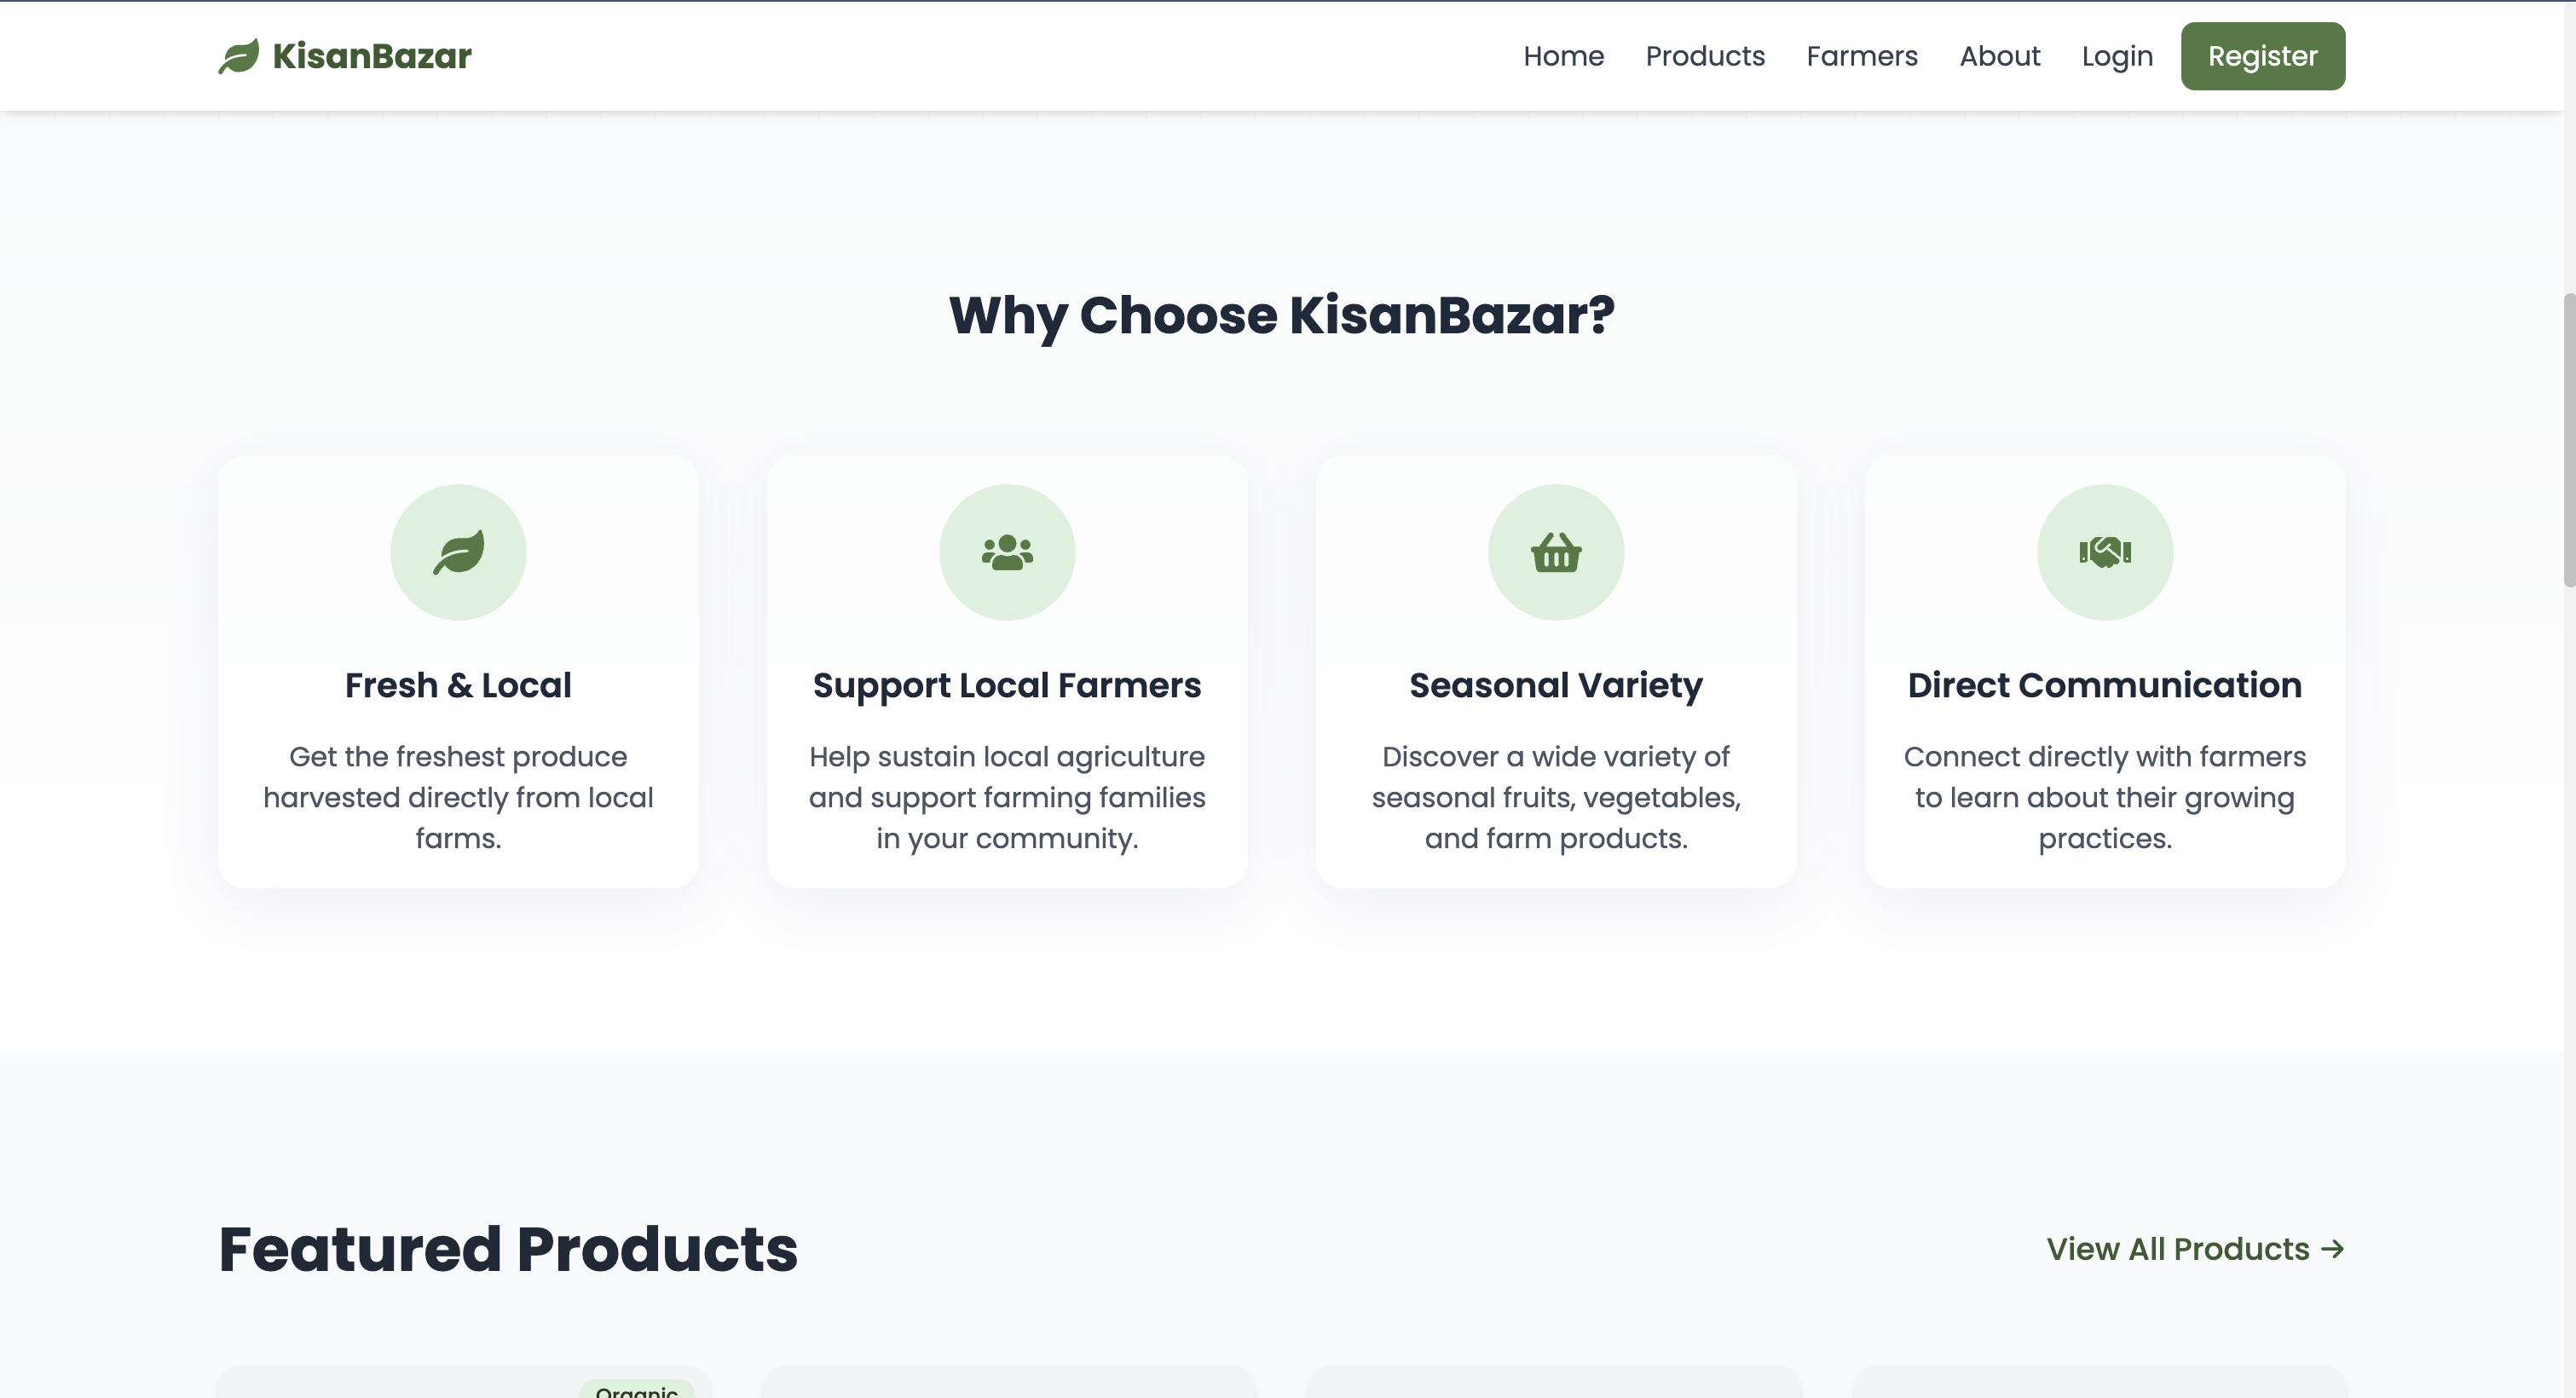 KisanBazar
Home Products Farmers About Login Register
Why Choose KisanBazar?
Fresh & Local
Get the freshest produce
harvested directly from local
farms.
Support Local Farmers
Help sustain local agriculture
and support farming families
in your community.
Seasonal Variety
Discover a wide variety of
seasonal fruits, vegetables,
and farm products.
Direct Communication
Connect directly with farmers
to learn about their growing
practices.
Featured Products
View All Products →
Organic